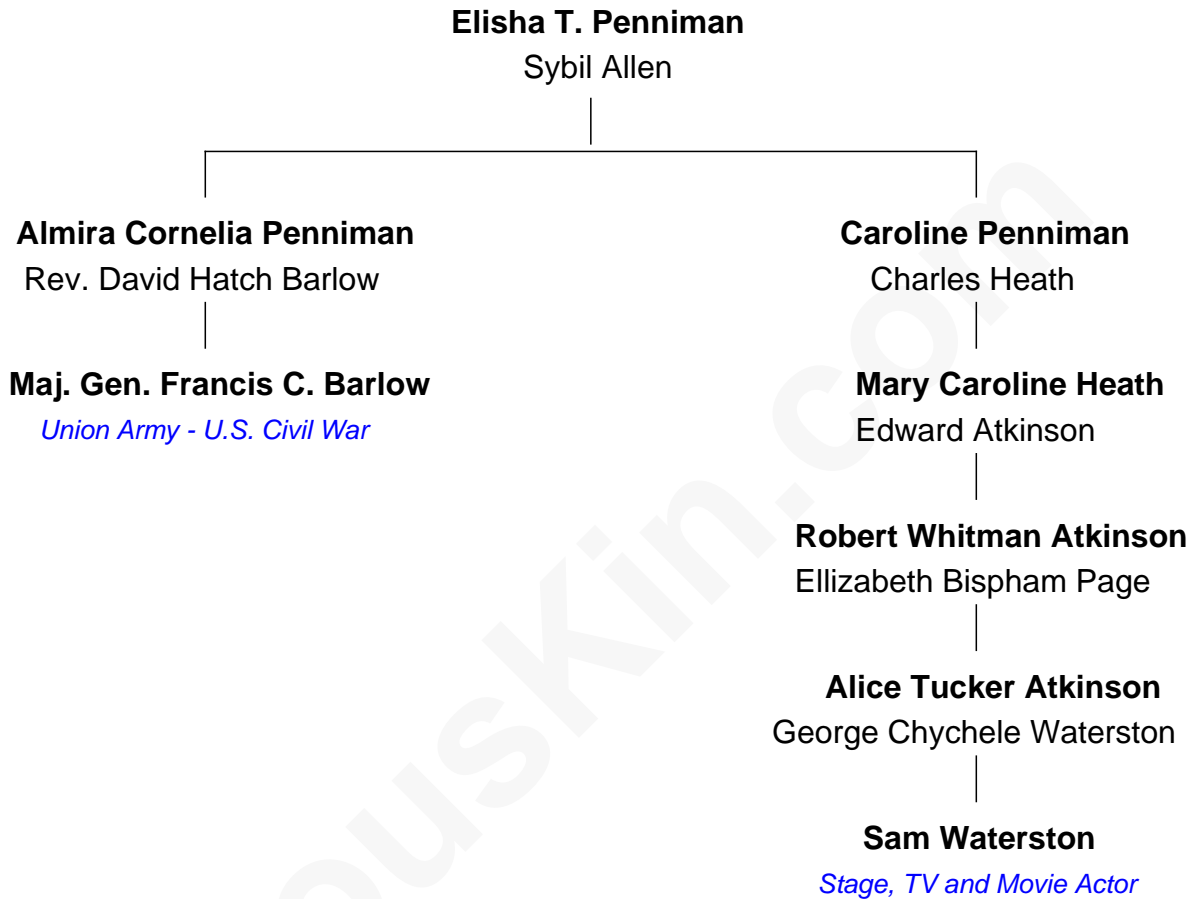 Elisha T. Penniman
Sybil Allen
Almira Cornelia Penniman
Rev. David Hatch Barlow
Maj. Gen. Francis C. Barlow
Union Army - U.S. Civil War
Caroline Penniman
Charles Heath
Mary Caroline Heath
Edward Atkinson
Robert Whitman Atkinson
Ellizabeth Bispham Page
Alice Tucker Atkinson
George Chychele Waterston
Sam Waterston
Stage, TV and Movie Actor
ouskin.com